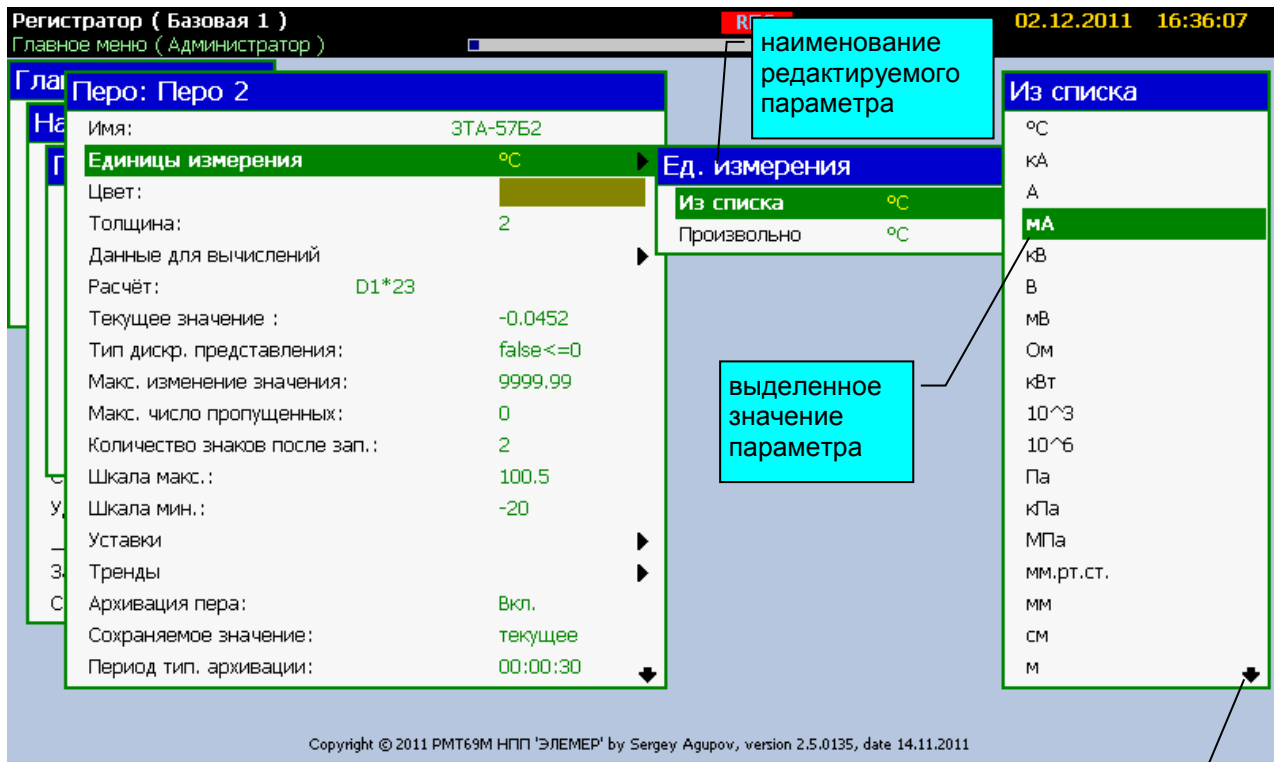 Регистратор ( Базовая 1 )
02.12.2011 16:36:07
Главное меню ( Администратор )
наименование
редактируемого
параметра
Перо: Перо 2
Имя: ЗТА-57Б2
Единицы измерения °C
Цвет:
Толщина: 2
Данные для вычислений
Расчёт: D1*23
Текущее значение : -0.0452
Тип дискр. представления: false<=0
Макс. изменение значения: 9999.99
Макс. число пропущенных: 0
Количество знаков после зап.: 2
Шкала макс.: 100.5
Шкала мин.: -20
Уставки
Тренды
Архивация пера: Вкл.
Сохраняемое значение: текущее
Период тип. архивации: 00:00:30
Ед. измерения
Из списка °C
Произвольно °C
выделенное
значение
параметра
Из списка
°C
кА
А
мА
кВ
В
мВ
Ом
кВт
10^3
10^6
Па
кПа
МПа
мм.рт.ст.
мм
см
м
Copyright © 2011 РМТ69М НПП 'ЭЛЕМЕР' by Sergey Agupov, version 2.5.0135, date 14.11.2011